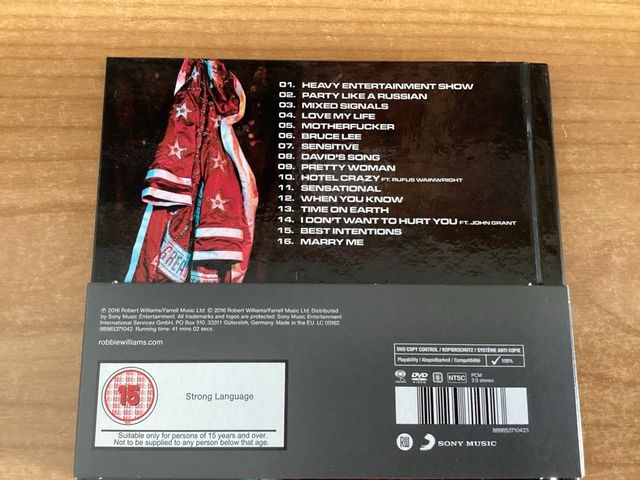 01. HEAVY ENTERTAINMENT SHOW
02. PARTY LIKE A RUSSIAN
03. MIXED SIGNALS
04. LOVE MY LIFE
05. MOTHERFUCKER
06. BRUCE LEE
07. SENSITIVE
08. DAVID'S SONG
09. PRETTY WOMAN
10. HOTEL CRAZY FT. RUFUS WAINWRIGHT
11. SENSATIONAL
12. WHEN YOU KNOW
13. TIME ON EARTH
14. I DON'T WANT TO HURT YOU FT. JOHN GRANT
15. BEST INTENTIONS
16. MARRY ME
℗ 2016 Robert Williams/Farrell Music Ltd. © 2016 Robert Williams/Farrell Music Ltd. Distributed
by Sony Music Entertainment. All trademarks and logos are protected. Sony Music Entertainment
International Services GmbH, PO Box 510, 33311 Gütersloh, Germany. Made in the EU. LC 00162.
88985371042. Running time: 41 mins 02 secs.
robbiewilliams.com
15
Strong Language
Suitable only for persons of 15 years and over.
Not to be supplied to any person below that age.
DVD COPY CONTROL / KOPIERSCHUTZ / SYSTÈME ANTI-COPIE
Playability / Abspielbarkeit / Compatibilité
100%
DVD
VIDEO
NTSC
PCM
2.0 stereo
889853710423
RW
SONY MUSIC